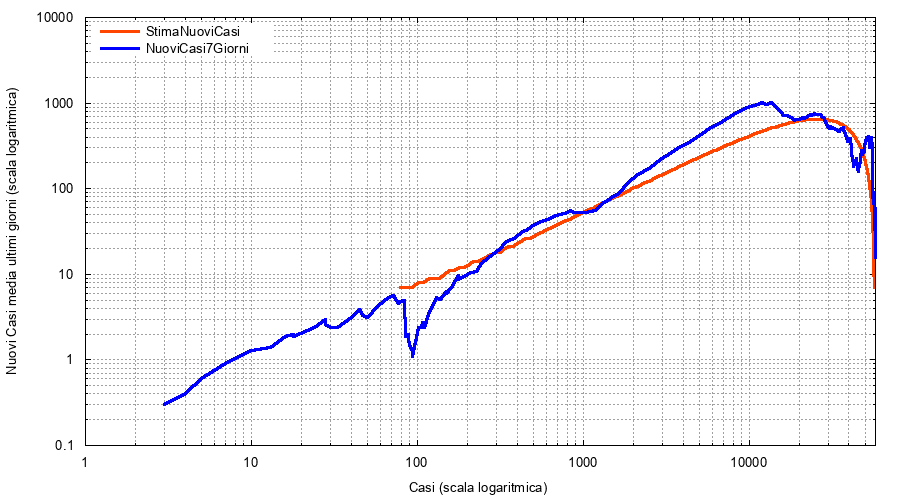 10000
1000
100
10
1
0.1
StimaNuoviCasi
NuoviCasi7Giorni
Nuovi Casi media ultimi giorni (scala logaritmica)
1
10
100
1000
10000
Casi (scala logaritmica)